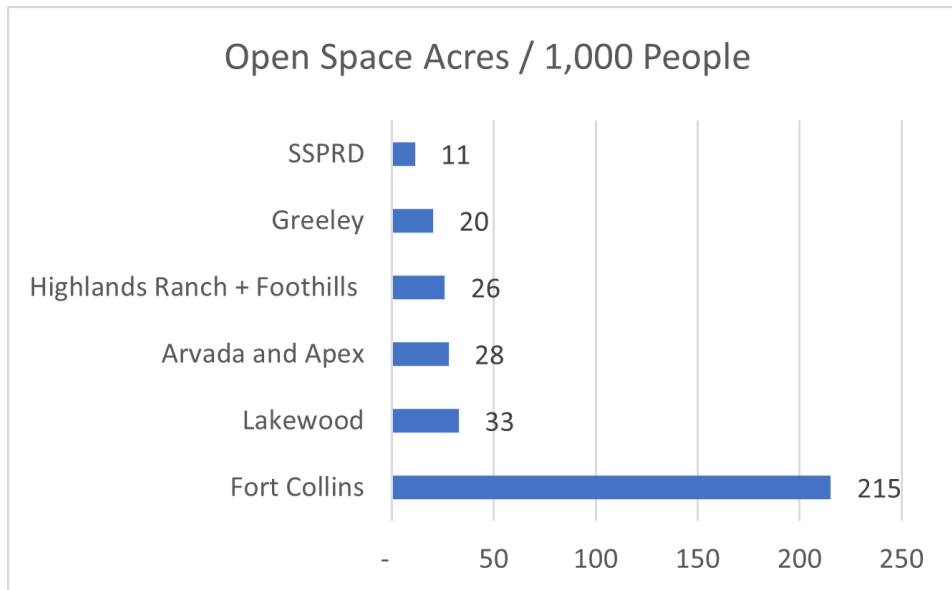 Open Space Acres / 1,000 People
SSPRD 11
Greeley 20
Highlands Ranch + Foothills 26
Arvada and Apex 28
Lakewood 33
Fort Collins 215
- 50 100 150 200 250